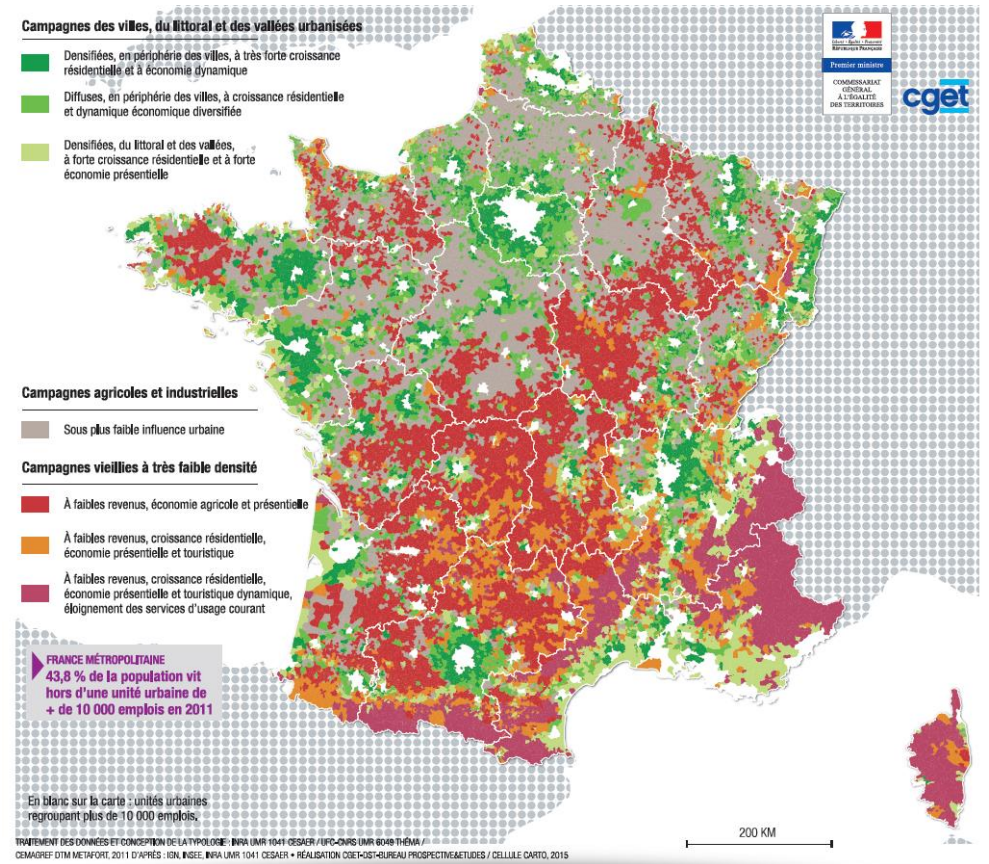 Campagnes des villes, du littoral et des vallées urbanisées
Densifiées, en périphérie des villes, à très forte croissance
résidentielle et à économie dynamique
Diffuses, en périphérie des villes, à croissance résidentielle
et dynamique économique diversifiée
Densifiées, du littoral et des vallées,
à forte croissance résidentielle et à forte
économie présentielle
Liberté • Égalité • Fraternité
RÉPUBLIQUE FRANÇAISE
Premier ministre
COMMISSARIAT
GÉNÉRAL
À L'ÉGALITÉ
DES TERRITOIRES
cget
Campagnes agricoles et industrielles
Sous plus faible influence urbaine
Campagnes vieillies à très faible densité
À faibles revenus, économie agricole et présentielle
À faibles revenus, croissance résidentielle,
économie présentielle et touristique
À faibles revenus, croissance résidentielle,
économie présentielle et touristique dynamique,
éloignement des services d'usage courant
FRANCE MÉTROPOLITAINE
43,8 % de la population vit
hors d'une unité urbaine de
+ de 10 000 emplois en 2011
En blanc sur la carte : unités urbaines
regroupant plus de 10 000 emplois.
200 KM
TRAITEMENT DES DONNÉES ET CONCEPTION DE LA TYPOLOGIE : INRA UMR 1041 CESAER / UFC-CNRS UMR 6049 THÉMA /
CEMAGREF DTM METAFORT, 2011 D'APRÈS : IGN, INSEE, INRA UMR 1041 CESAER • RÉALISATION CGET-DST-BUREAU PROSPECTIVE&ETUDES / CELLULE CARTO, 2015